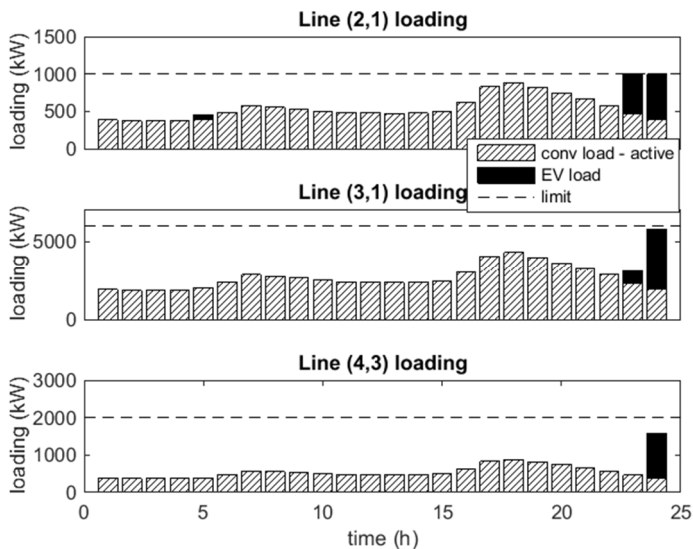 Line (2,1) loading
1500
1000
500
0
loading (kW)
conv load - active
EV load
limit
Line (3,1) loading
5000
0
loading (kW)
Line (4,3) loading
3000
2000
1000
0
loading (kW)
0 5 10 15 20 25
time (h)